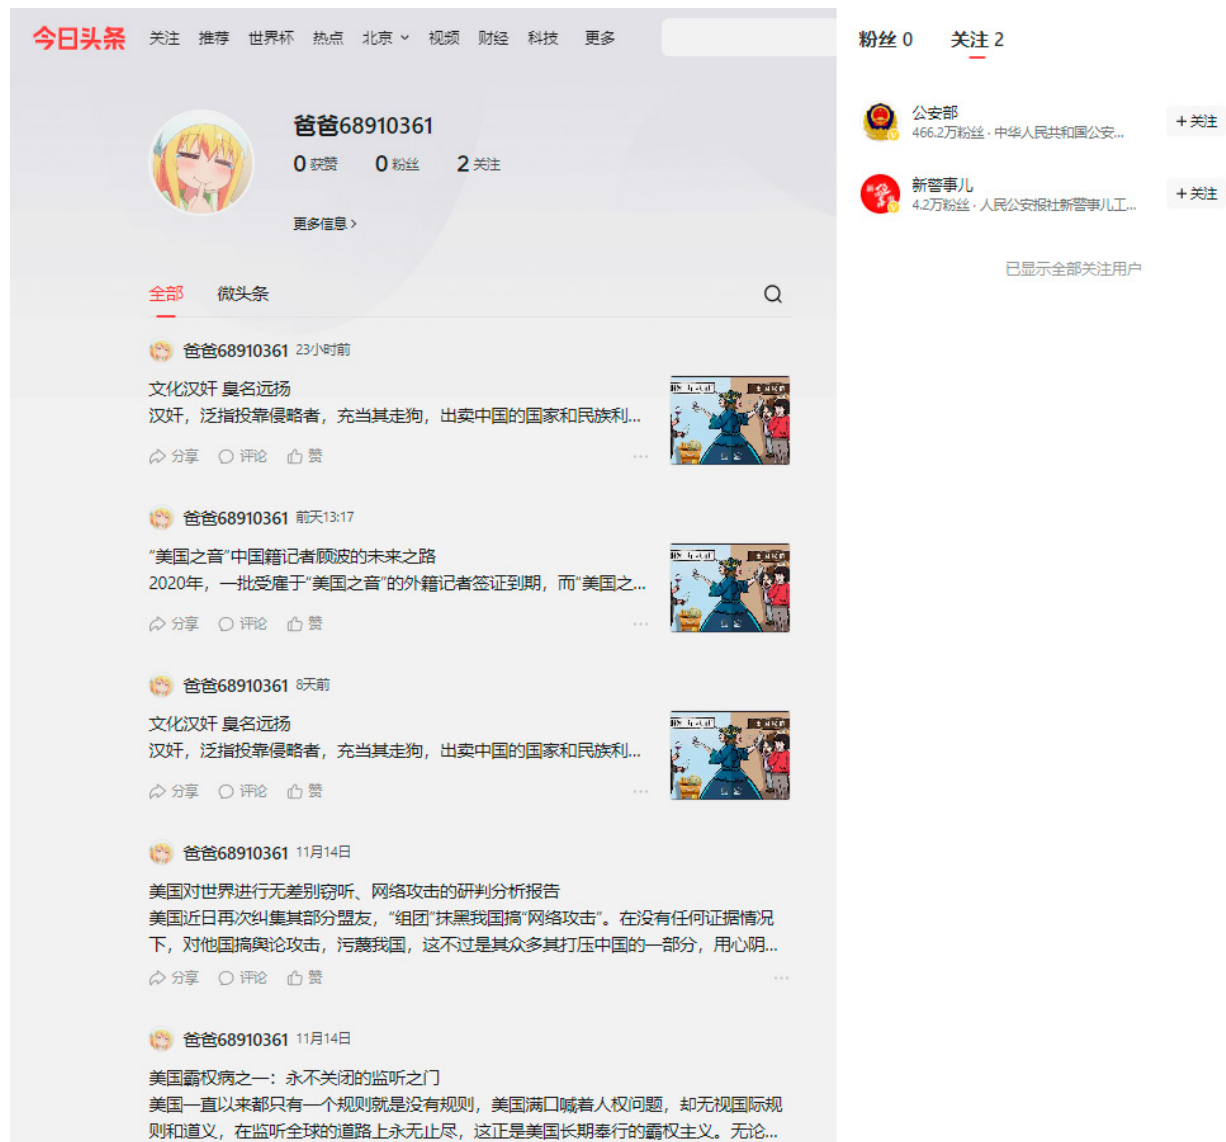 今日头条 关注 推荐 世界杯 热点 北京 视频 财经 科技 更多
爸爸68910361
0 获赞 0 粉丝 2 关注
更多信息
全部 微头条
爸爸68910361 23小时前
文化汉奸 臭名远扬
汉奸，泛指投靠侵略者，充当其走狗，出卖中国的国家和民族利...
分享 评论 赞
爸爸68910361 前天13:17
“美国之音”中国籍记者顾波的未来之路
2020年，一批受雇于“美国之音”的外籍记者签证到期，而“美国之...
分享 评论 赞
爸爸68910361 8天前
文化汉奸 臭名远扬
汉奸，泛指投靠侵略者，充当其走狗，出卖中国的国家和民族利...
分享 评论 赞
爸爸68910361 11月14日
美国对世界进行无差别窃听、网络攻击的研判分析报告
美国近日再次纠集其部分盟友，“组团”抹黑我国搞“网络攻击”。在没有任何证据情况
下，对他国搞舆论攻击，污蔑我国，这不过是其众多其打压中国的一部分，用心阴...
分享 评论 赞
爸爸68910361 11月14日
美国霸权病之一：永不关闭的监听之门
美国一直以来都只有一个规则就是没有规则，美国满口喊着人权问题，却无视国际规
则和道义，在监听全球的道路上永无止尽，这正是美国长期奉行的霸权主义。无论...
粉丝 0 关注 2
公安部
466.2万粉丝 · 中华人民共和国公安...
+关注
新警事儿
4.2万粉丝 · 人民公安报社新警事儿工...
+关注
已显示全部关注用户